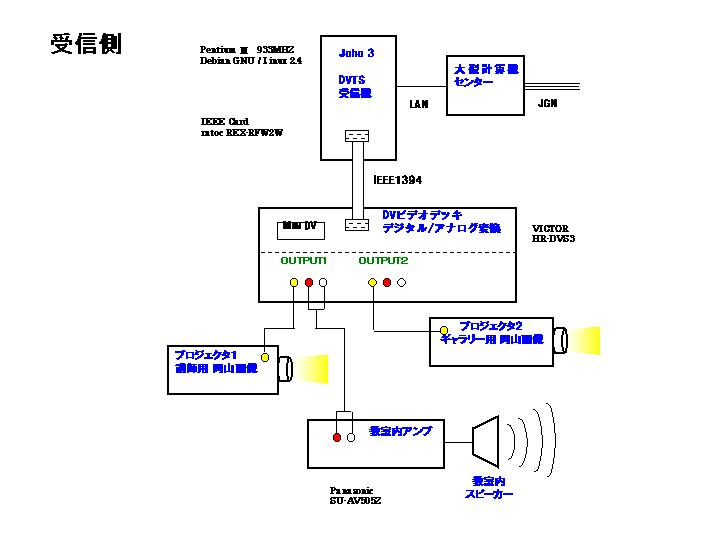 受信側
Pentium Ⅲ 933MHZ
Debian GNU / Linux 2.4
Joho 3
DVTS
受信機
大型計算機
センター
LAN
JGN
IEEE Card
ratoc REX-RFW2W
IEEE1394
Mini DV
DVビデオデッキ
デジタル/アナログ変換
VICTOR
HR-DVS3
OUTPUT1
OUTPUT2
プロジェクタ1
講師用 岡山画像
プロジェクタ2
ギャラリー用 岡山画像
教室内アンプ
教室内
スピーカー
Panasonic
SU-AV505Z